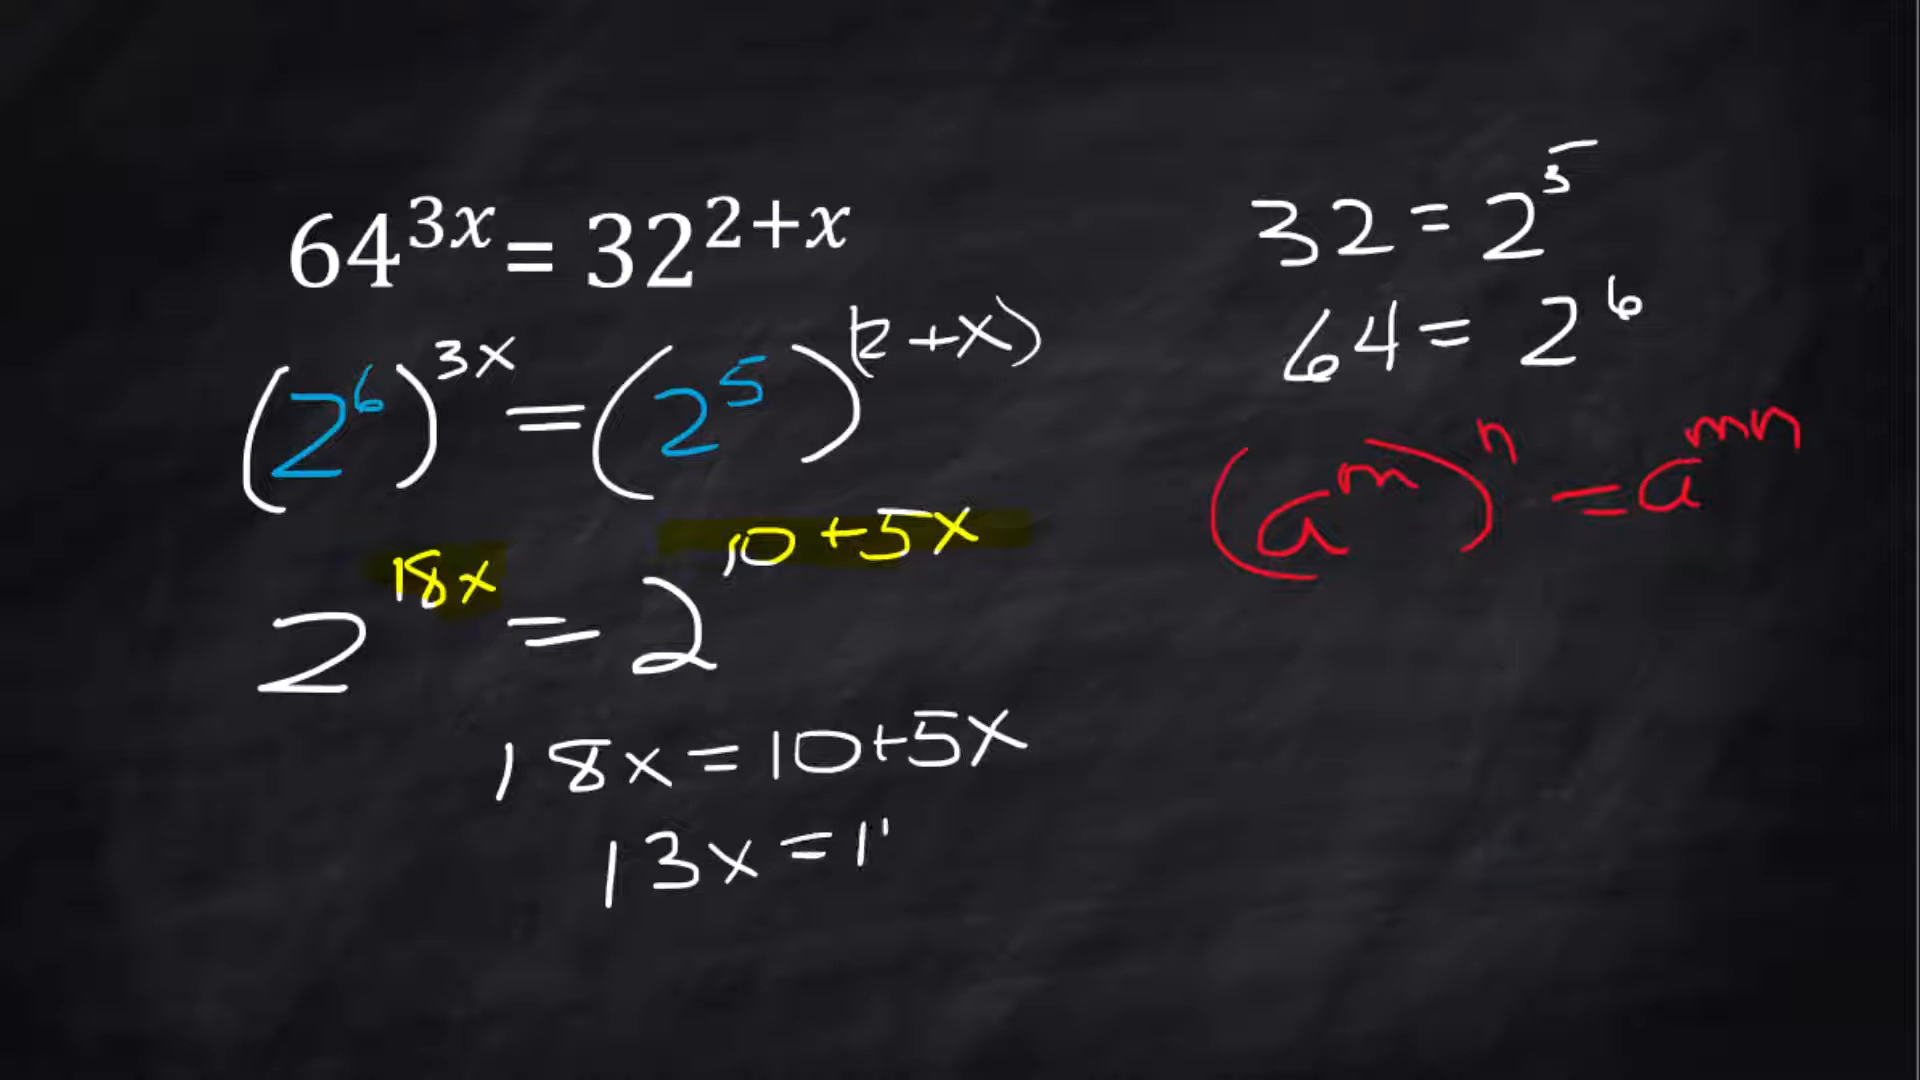 64^{3x} = 32^{2+x}
(2^6)^{3x} = (2^5)^{(2+x)}
2^{18x} = 2^{10+5x}
18x = 10+5x
13x = 1'
32 = 2^5
64 = 2^6
(a^m)^n = a^{mn}